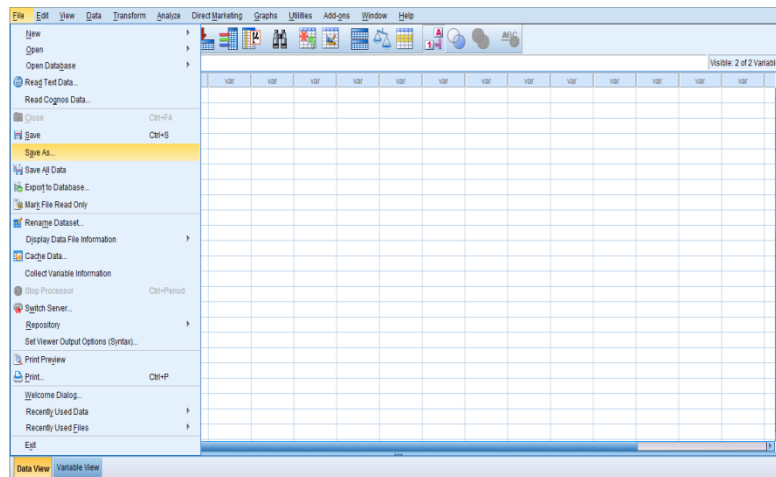 File Edit View Data Transform Analyze Direct Marketing Graphs Utilities Add-ons Window Help
New
Open
Open Database
Visible: 2 of 2 Variabl
Read Text Data...
var var var var var var var var var var var var var
Read Cognos Data...
Close Ctrl+F4
Save Ctrl+S
Save As...
Save All Data
Export to Database...
Mark File Read Only
Rename Dataset...
Display Data File Information
Cache Data...
Collect Variable Information
Stop Processor Ctrl+Period
Switch Server...
Repository
Set Viewer Output Options (Syntax)...
Print Preview
Print... Ctrl+P
Welcome Dialog...
Recently Used Data
Recently Used Files
Exit
Data View Variable View